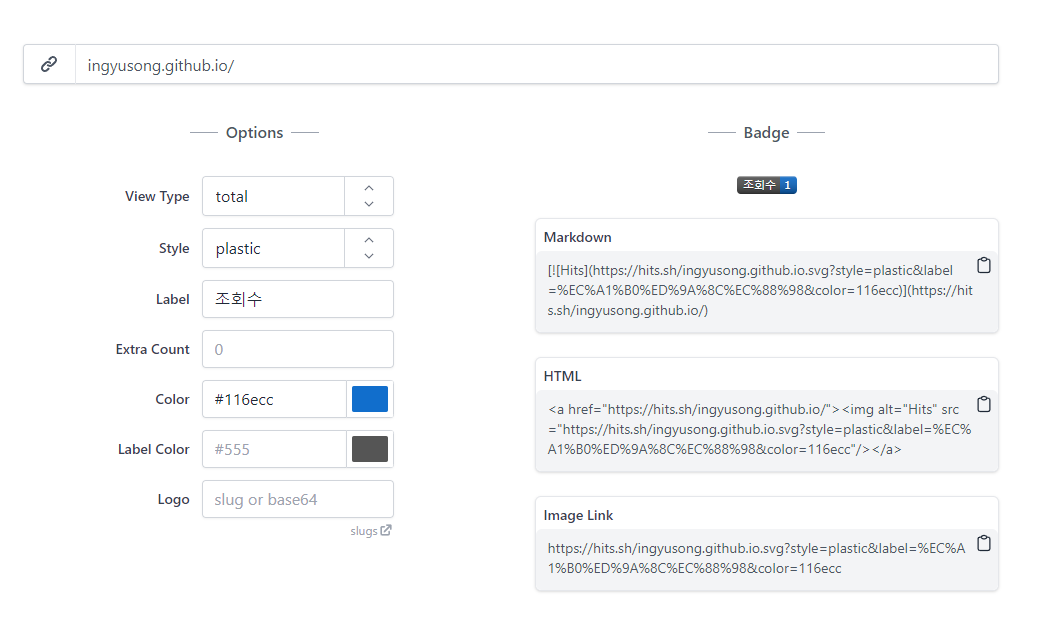 ingyusong.github.io/
Options
View Type
total
Style
plastic
Label
조회수
Extra Count
0
Color
#116ecc
Label Color
#555
Logo
slug or base64
slugs
Badge
조회수 1
Markdown
[![Hits](https://hits.sh/ingyusong.github.io.svg?style=plastic&label
=%EC%A1%B0%ED%9A%8C%EC%88%98&color=116ecc)](https://hit
s.sh/ingyusong.github.io/)
HTML
<a href="https://hits.sh/ingyusong.github.io/"><img alt="Hits" src
="https://hits.sh/ingyusong.github.io.svg?style=plastic&label=%EC%
A1%B0%ED%9A%8C%EC%88%98&color=116ecc"/></a>
Image Link
https://hits.sh/ingyusong.github.io.svg?style=plastic&label=%EC%A
1%B0%ED%9A%8C%EC%88%98&color=116ecc